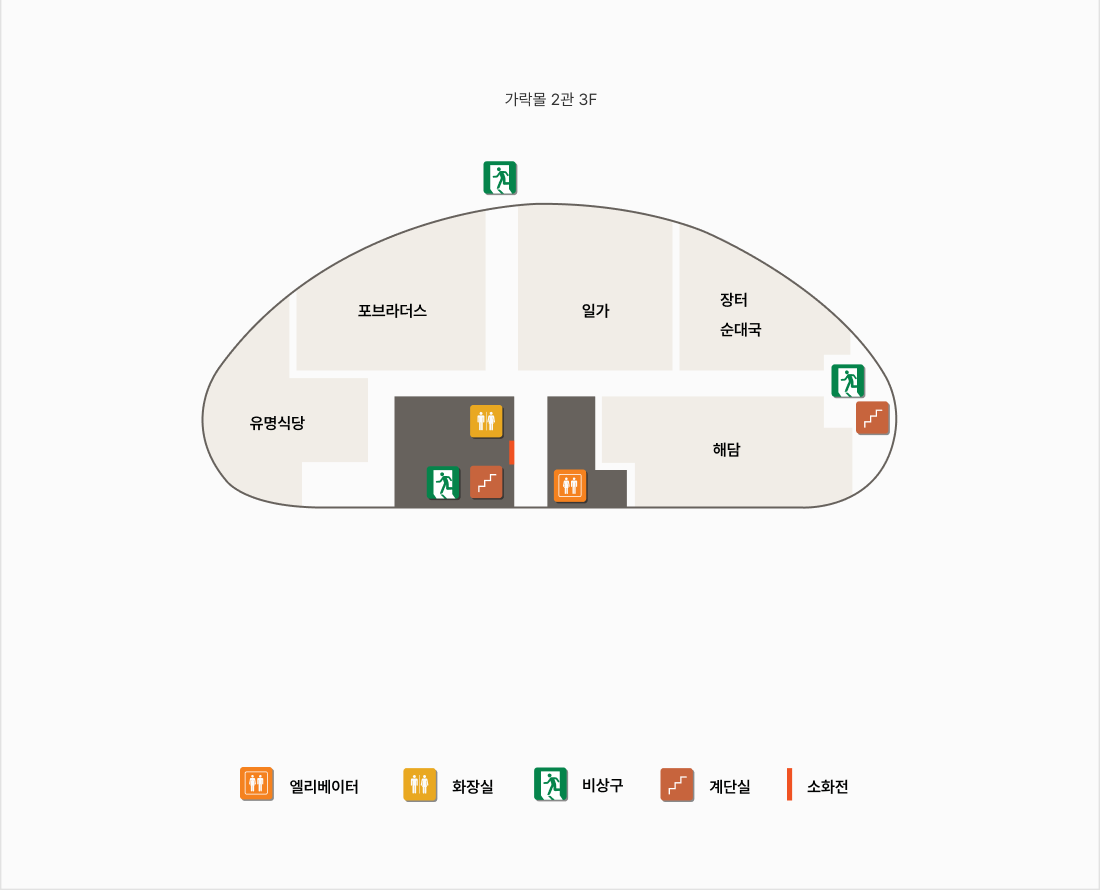 가락몰 2관 3F
포브라더스
일가
장터
순대국
유명식당
해담
엘리베이터
화장실
비상구
계단실
소화전